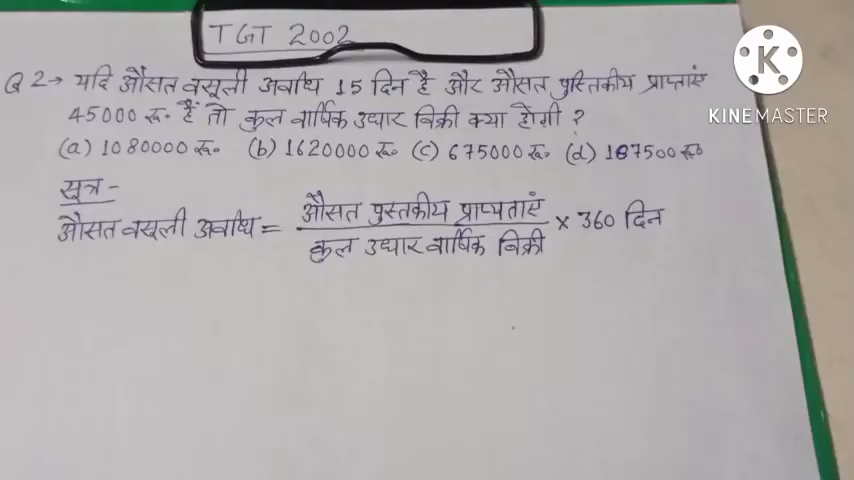 TGT 2002
KINEMASTER
Q 2→ यदि औसत वसूली अवधि 15 दिन है और औसत पुस्तिकीय प्राप्ताएं
45000 रू. हैं तो कुल वार्षिक उधार बिक्री क्या होगी ?
(a) 1080000 रू. (b) 1620000 रू. (c) 675000 रू. (d) 187500 रू.
सूत्र -
औसत वसूली अवधि = औसत पुस्तकीय प्राप्यताएं
कुल उधार वार्षिक बिक्री × 360 दिन